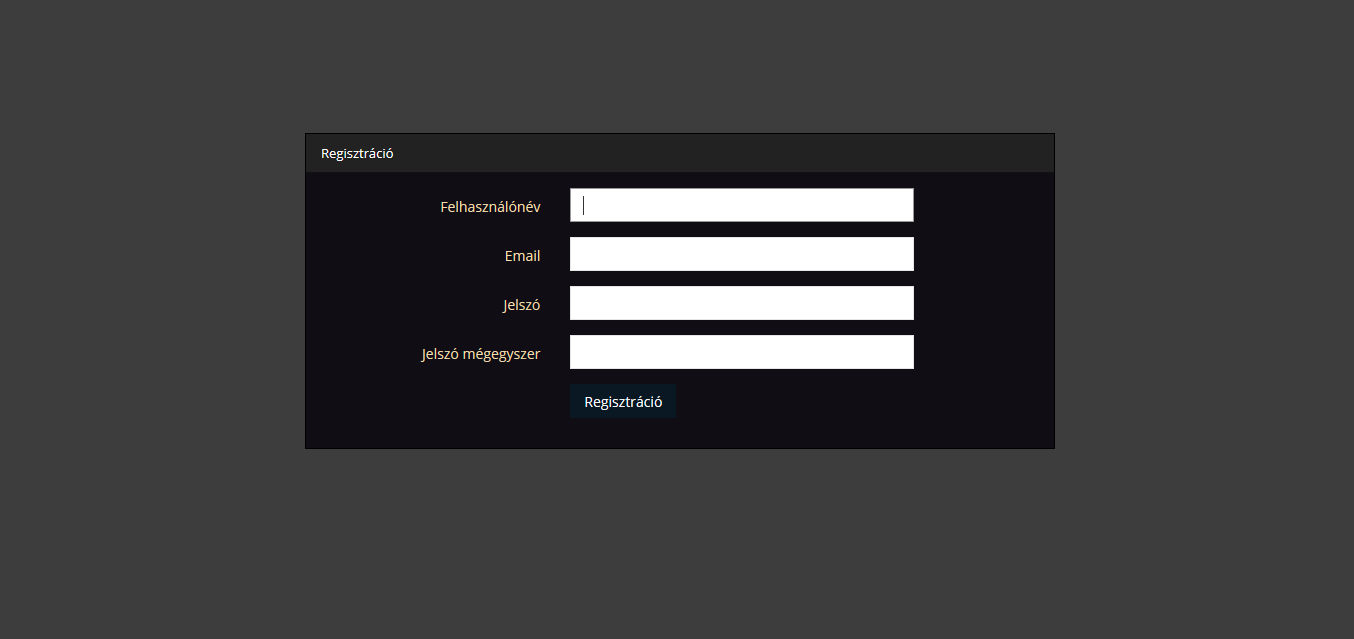 Regisztráció
Felhasználónév
Email
Jelszó
Jelszó mégegyszer
Regisztráció